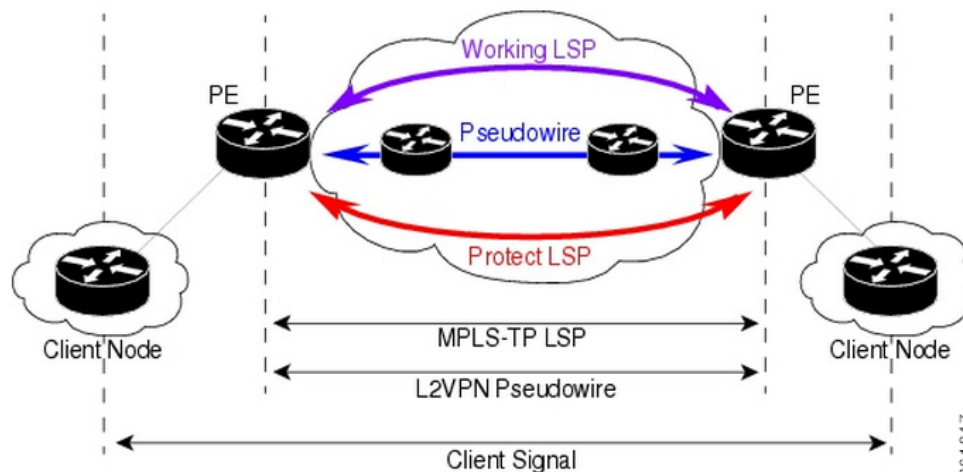 Working LSP
PE
PE
Pseudowire
Protect LSP
Client Node
MPLS-TP LSP
Client Node
L2VPN Pseudowire
Client Signal